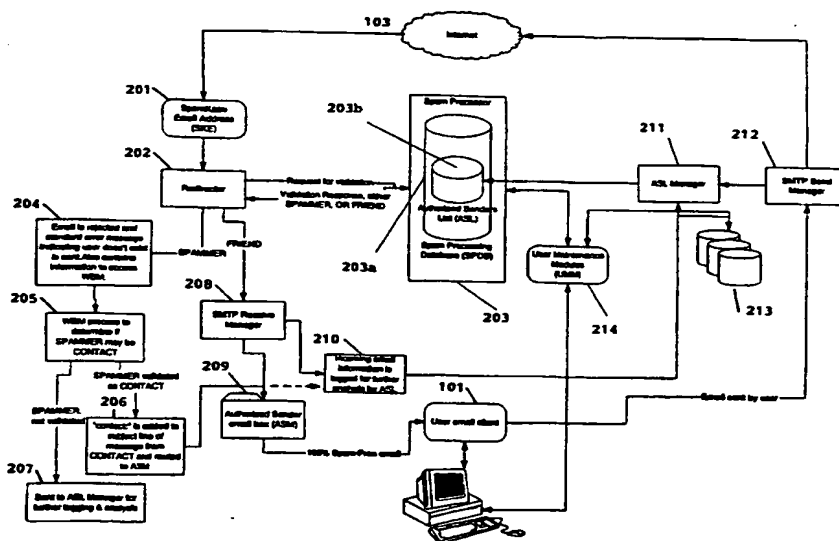 103
Internet
201
SpamKapu
Email Address
(SKE)
202
Redirector
Request for validation
Validation Response, either
SPAMMER, OR FRIEND
203b
Spam Processor
Authorized Senders
List (ASL)
Spam Processing
Database (SPDB)
203a
203
211
ASL Manager
212
SMTP Send
Manager
204
Email is rejected and
standard error message
indicating user doesn't exist
is sent. Also contains
information to access
WBM.
SPAMMER
FRIEND
User Maintenance
Modules
(UMM)
214
213
205
WBM process to
determine if
SPAMMER may be
CONTACT
208
SMTP Receive
Manager
210
Incoming email
information is
logged for further
analysis by ASL
SPAMMER validated
as CONTACT
206
SPAMMER,
not validated
"contact:" is added to
subject line of
message from
CONTACT and routed
to ASM
209
Authorized Sender
email box (ASM)
100% Spam-Free email
101
User email client
Email sent by user
207
Sent to ASL Manager for
further logging & analysis